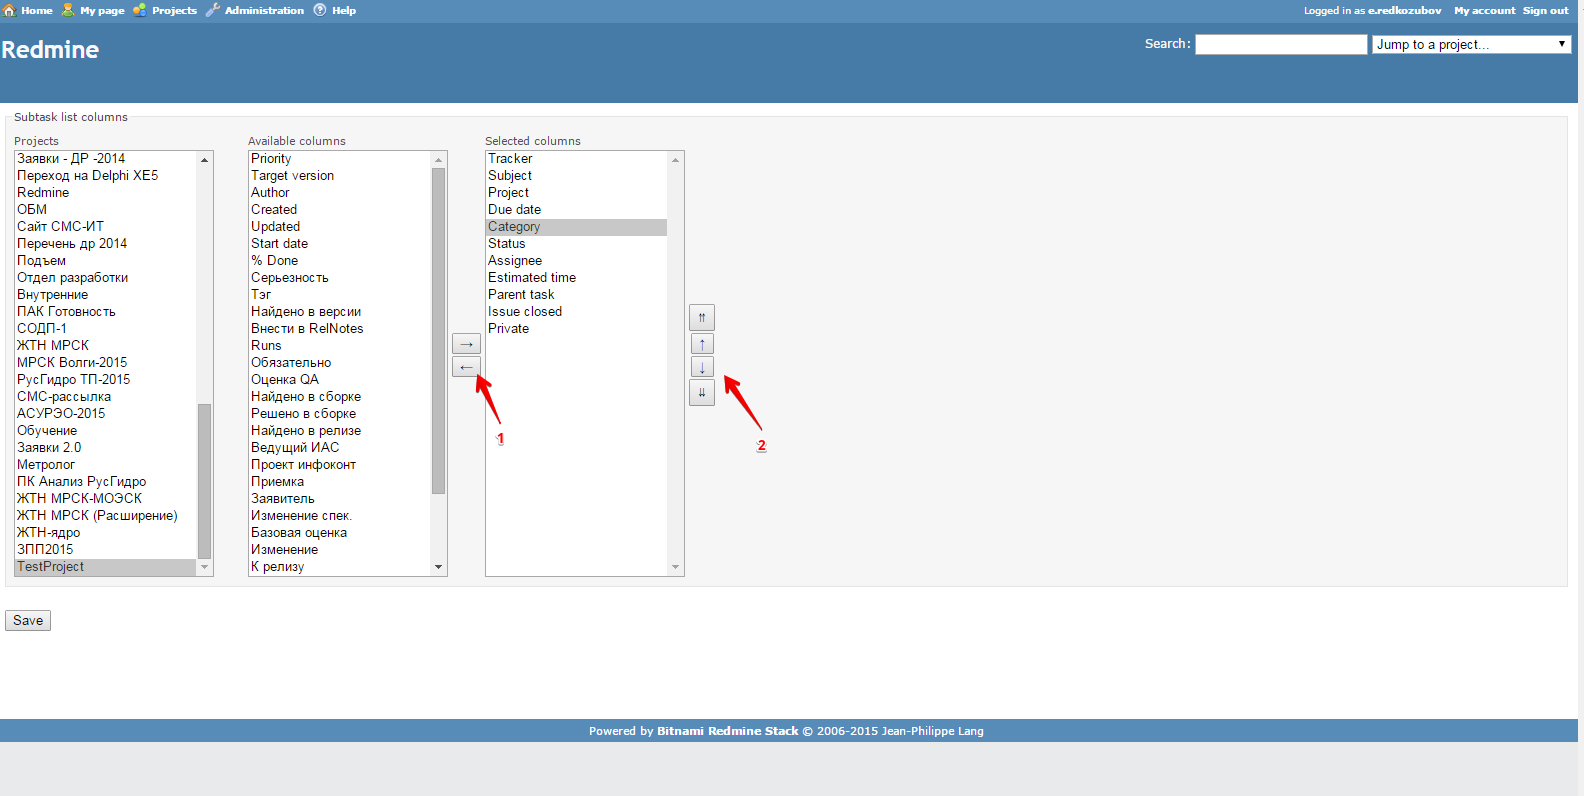 Home My page Projects Administration Help
Logged in as e.redkozubov My account Sign out
Redmine
Search: Jump to a project...
Subtask list columns
Projects
Заявки - ДР -2014
Переход на Delphi XE5
Redmine
ОБМ
Сайт СМС-ИТ
Перечень др 2014
Подъем
Отдел разработки
Внутренние
ПАК Готовность
СОДП-1
ЖТН МРСК
МРСК Волги-2015
РусГидро ТП-2015
СМС-рассылка
АСУРЭО-2015
Обучение
Заявки 2.0
Метролог
ПК Анализ РусГидро
ЖТН МРСК-МОЭСК
ЖТН МРСК (Расширение)
ЖТН-ядро
ЗПП2015
TestProject
Available columns
Priority
Target version
Author
Created
Updated
Start date
% Done
Серьезность
Тэг
Найдено в версии
Внести в RelNotes
Runs
Обязательно
Оценка QA
Найдено в сборке
Решено в сборке
Найдено в релизе
Ведущий ИАС
Проект инфоконт
Приемка
Заявитель
Изменение спек.
Базовая оценка
Изменение
К релизу
→
←
1
Selected columns
Tracker
Subject
Project
Due date
Category
Status
Assignee
Estimated time
Parent task
Issue closed
Private
⇈
↑
↓
⇊
2
Save
Powered by Bitnami Redmine Stack © 2006-2015 Jean-Philippe Lang